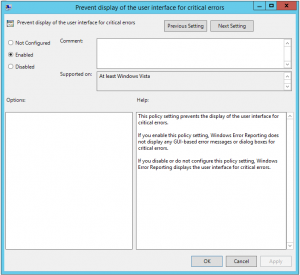 Prevent display of the user interface for critical errors
Prevent display of the user interface for critical errors
Previous Setting
Next Setting
Not Configured
Enabled
Disabled
Comment:
Supported on:
At least Windows Vista
Options:
Help:
This policy setting prevents the display of the user interface for
critical errors.
If you enable this policy setting, Windows Error Reporting does
not display any GUI-based error messages or dialog boxes for
critical errors.
If you disable or do not configure this policy setting, Windows
Error Reporting displays the user interface for critical errors.
OK
Cancel
Apply